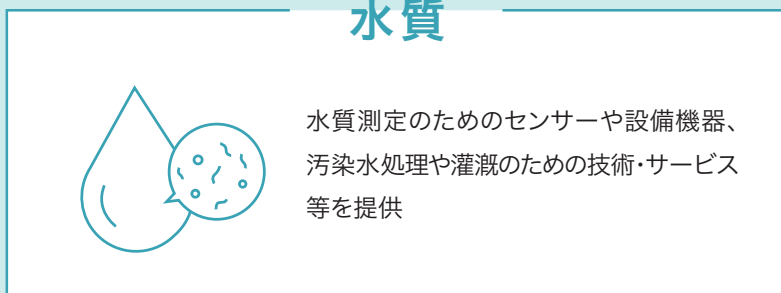 水質
水質測定のためのセンサーや設備機器、
汚染水処理や灌漑のための技術・サービス
等を提供